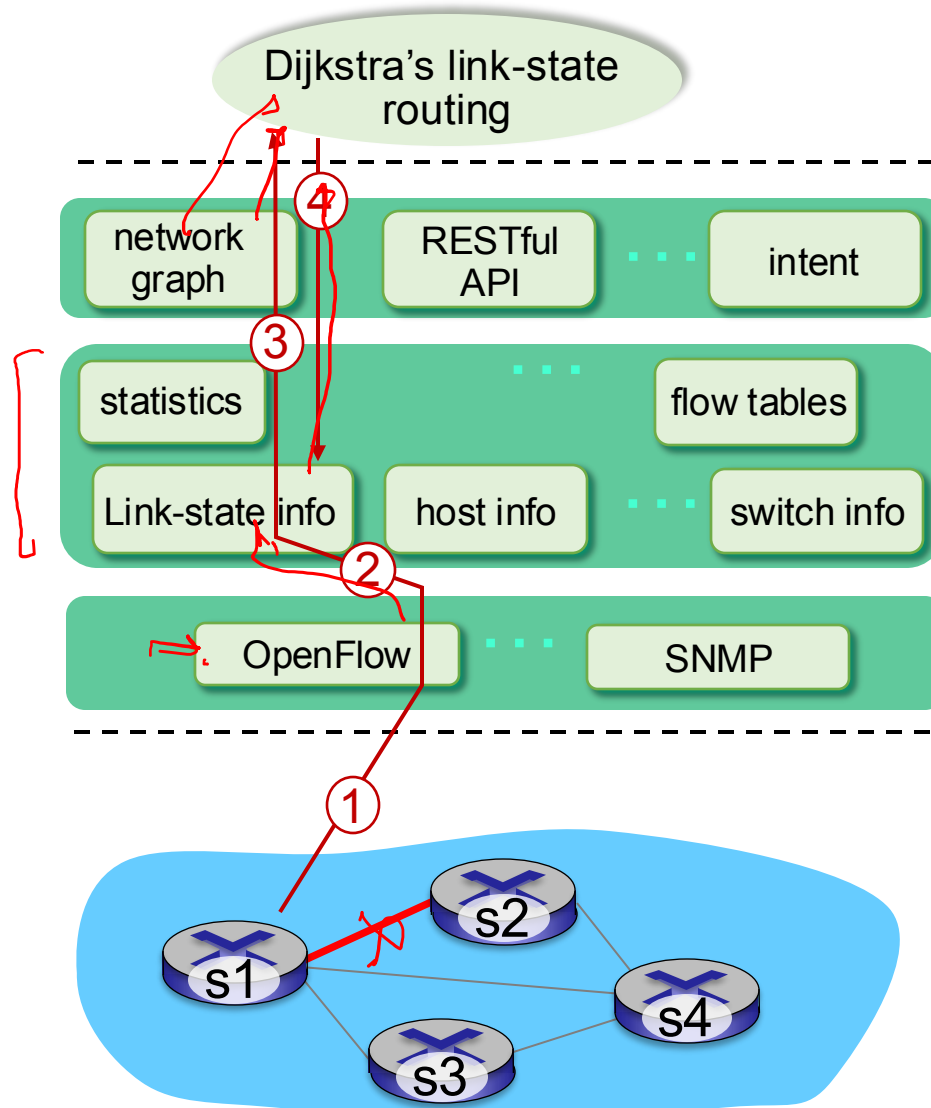 Dijkstra's link-state
routing
4
network
graph
RESTful
API
intent
3
statistics
flow tables
Link-state info
host info
switch info
2
OpenFlow
SNMP
1
s2
s1
s4
s3